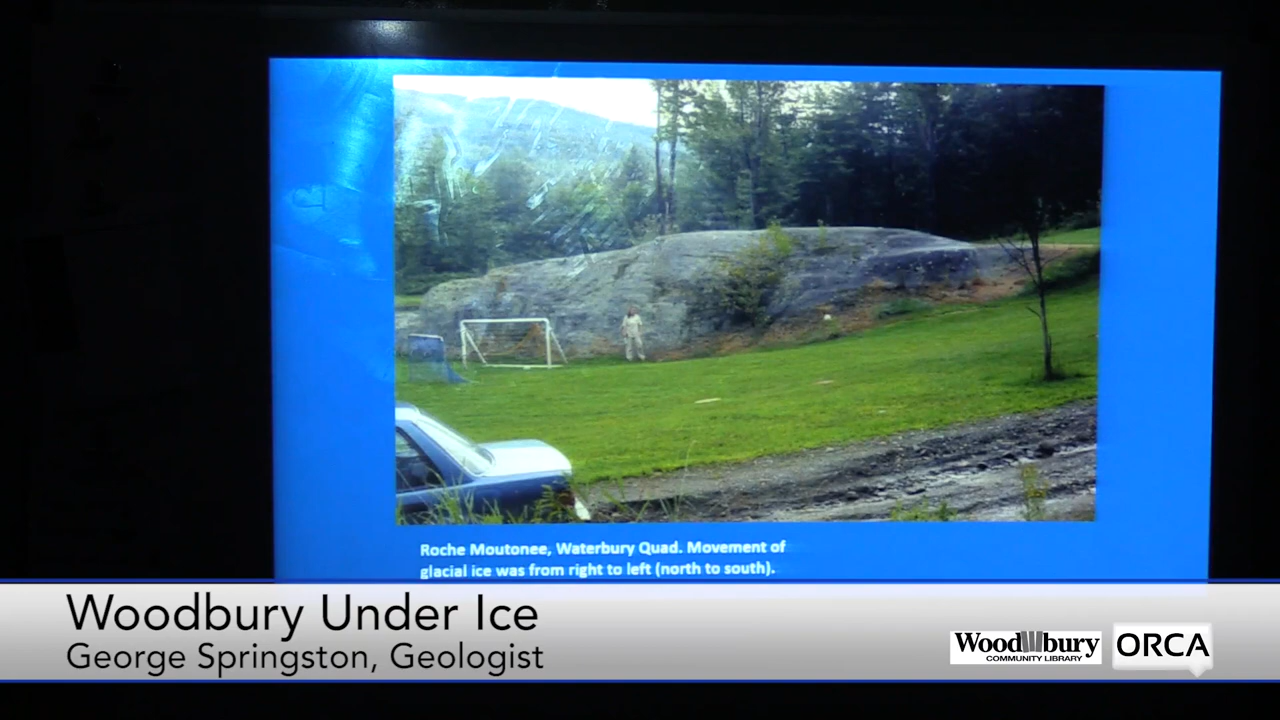 Roche Moutonee, Waterbury Quad. Movement of
glacial ice was from right to left (north to south).
Woodbury Under Ice
George Springston, Geologist
Woodbury
COMMUNITY LIBRARY
ORCA